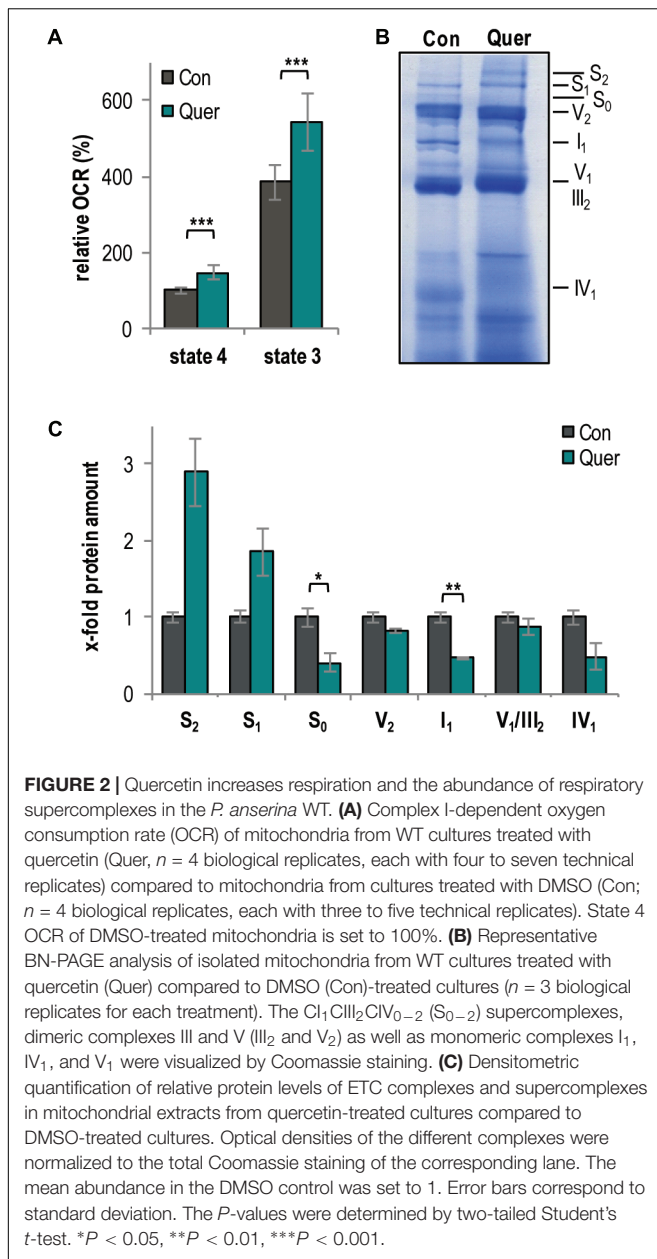 A
Con
Quer
***
***
relative OCR (%)
600
400
200
0
state 4
state 3
B
Con
Quer
S₂
S₁
S₀
V₂
I₁
V₁
III₂
IV₁
C
Con
Quer
x-fold protein amount
3
2
1
0
*
**
S₂
S₁
S₀
V₂
I₁
V₁/III₂
IV₁
FIGURE 2 | Quercetin increases respiration and the abundance of respiratory
supercomplexes in the P. anserina WT. (A) Complex I-dependent oxygen
consumption rate (OCR) of mitochondria from WT cultures treated with
quercetin (Quer, n = 4 biological replicates, each with four to seven technical
replicates) compared to mitochondria from cultures treated with DMSO (Con;
n = 4 biological replicates, each with three to five technical replicates). State 4
OCR of DMSO-treated mitochondria is set to 100%. (B) Representative
BN-PAGE analysis of isolated mitochondria from WT cultures treated with
quercetin (Quer) compared to DMSO (Con)-treated cultures (n = 3 biological
replicates for each treatment). The CI₁CIII₂CIV₀₋₂ (S₀₋₂) supercomplexes,
dimeric complexes III and V (III₂ and V₂) as well as monomeric complexes I₁,
IV₁, and V₁ were visualized by Coomassie staining. (C) Densitometric
quantification of relative protein levels of ETC complexes and supercomplexes
in mitochondrial extracts from quercetin-treated cultures compared to
DMSO-treated cultures. Optical densities of the different complexes were
normalized to the total Coomassie staining of the corresponding lane. The
mean abundance in the DMSO control was set to 1. Error bars correspond to
standard deviation. The P-values were determined by two-tailed Student's
t-test. *P < 0.05, **P < 0.01, ***P < 0.001.